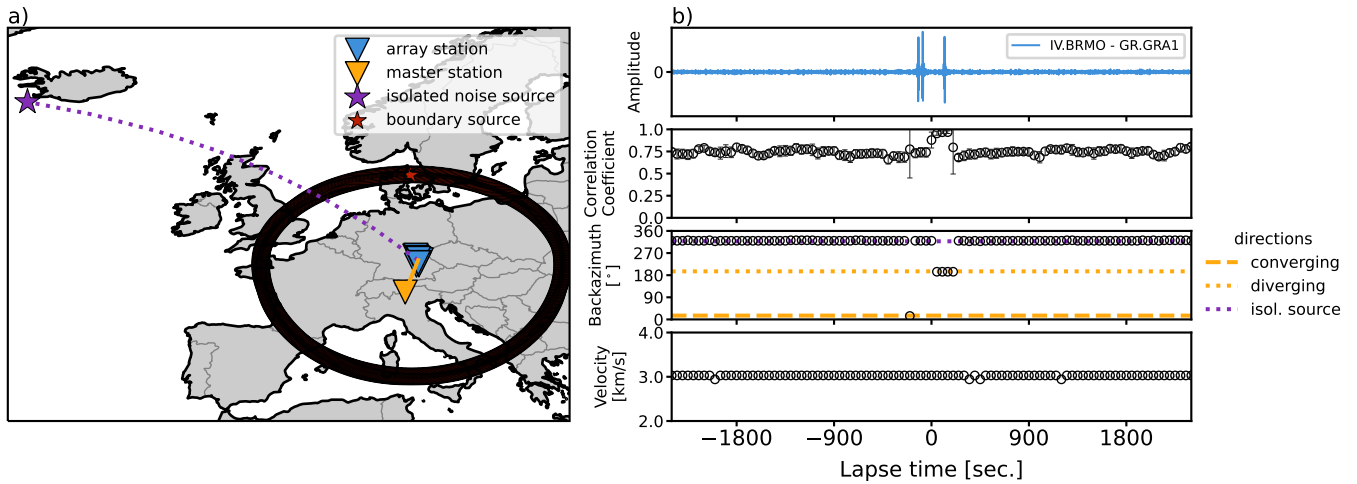 a)
array station
master station
isolated noise source
boundary source
b)
Amplitude
0
IV.BRMO - GR.GRA1
Correlation
Coefficient
1.0
0.75
0.5
0.25
0.0
Backazimuth
[°]
360
270
180
90
0
directions
converging
diverging
isol. source
Velocity
[km/s]
4.0
3.0
2.0
−1800 −900 0 900 1800
Lapse time [sec.]